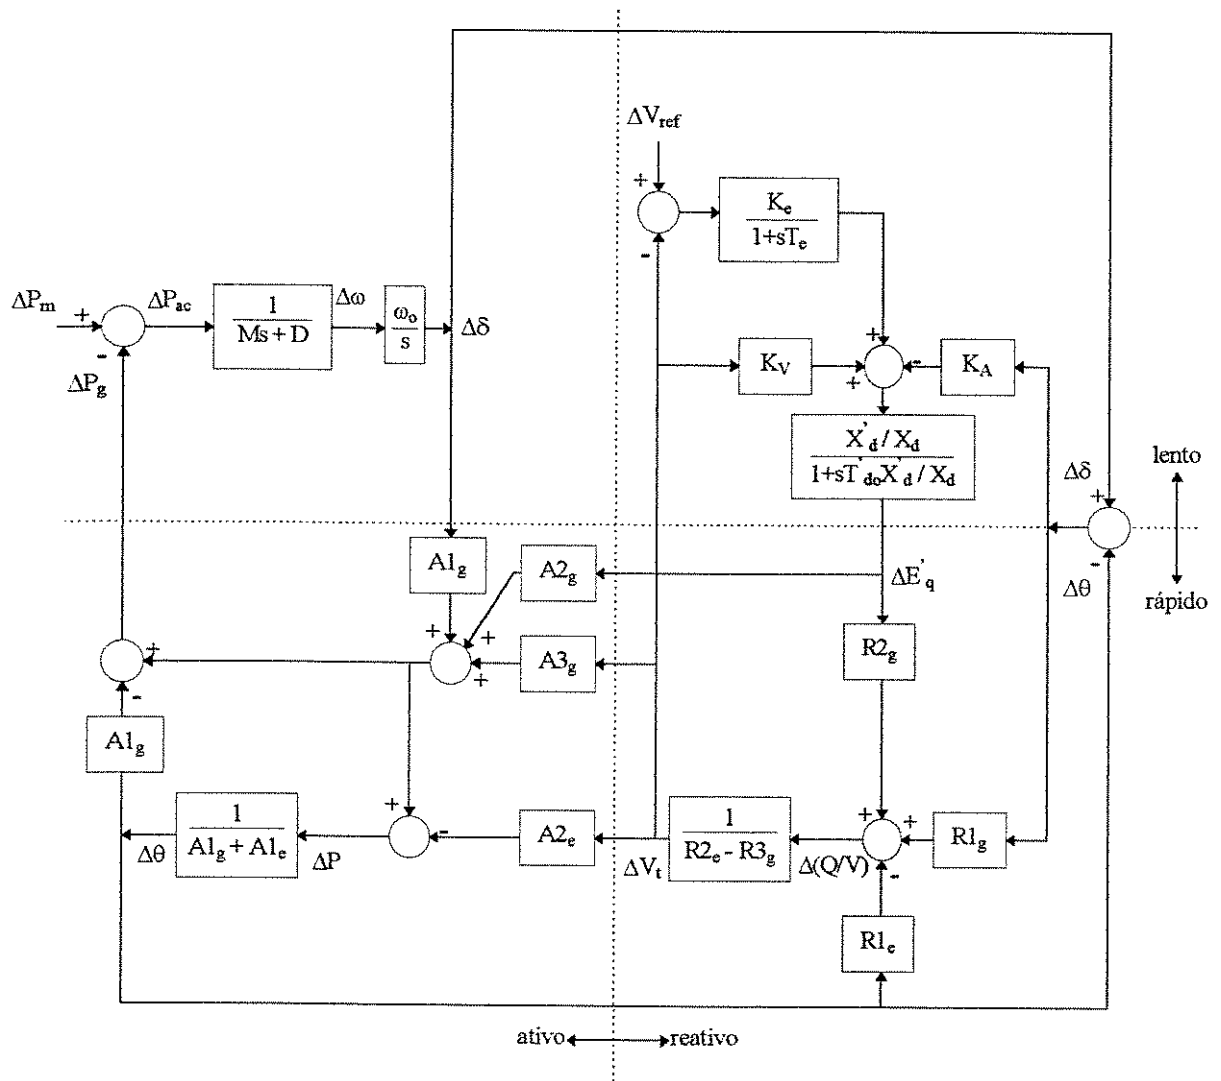 ΔV_ref
+
K_e
1+sT_e
-
ΔP_m
+
ΔP_ac
1
Ms + D
Δω
ω_o
s
Δδ
-
ΔP_g
K_V
+
+
-
K_A
X'_d / X_d
1+sT'_do X'_d / X_d
lento
Δδ
+
A1_g
A2_g
ΔE'_q
Δθ
-
rápido
+
+
+
A3_g
R2_g
+
-
A1_g
+
+
+
1
A1_g + A1_e
-
A2_e
1
R2_e - R3_g
R1_g
Δθ
ΔP
ΔV_t
Δ(Q/V)
-
R1_e
ativo
reativo